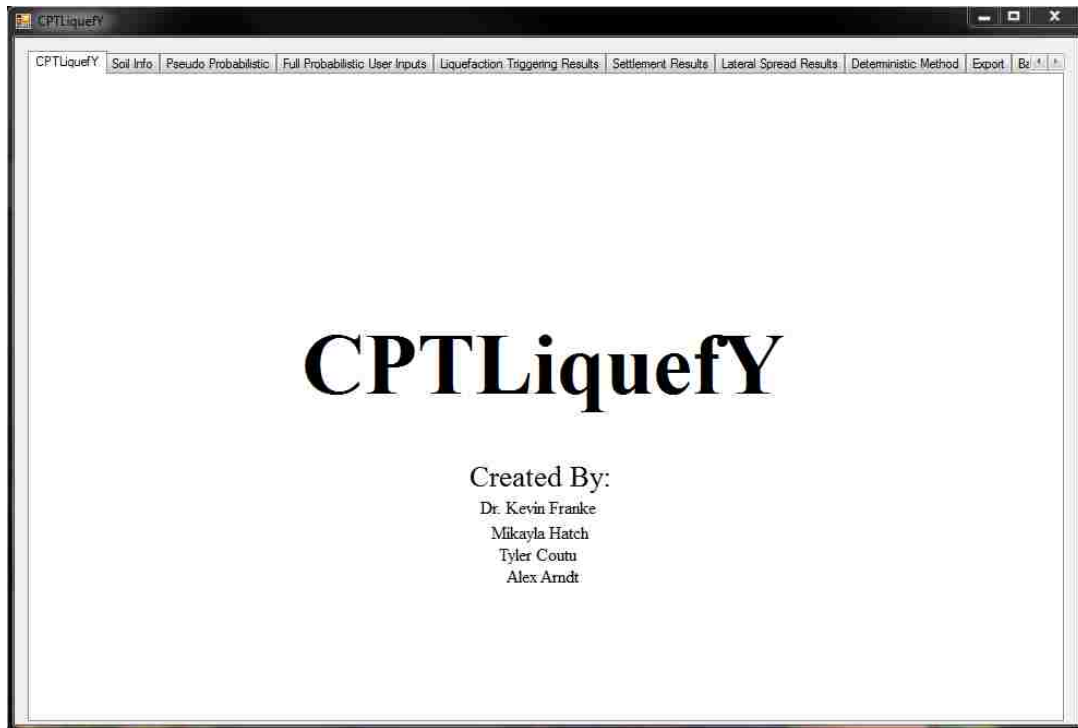 CPTLiquefY
CPTLiquefY Soil Info Pseudo Probabilistic Full Probabilistic User Inputs Liquefaction Triggering Results Settlement Results Lateral Spread Results Deterministic Method Export
CPTLiquefY
Created By:
Dr. Kevin Franke
Mikayla Hatch
Tyler Coutu
Alex Arndt